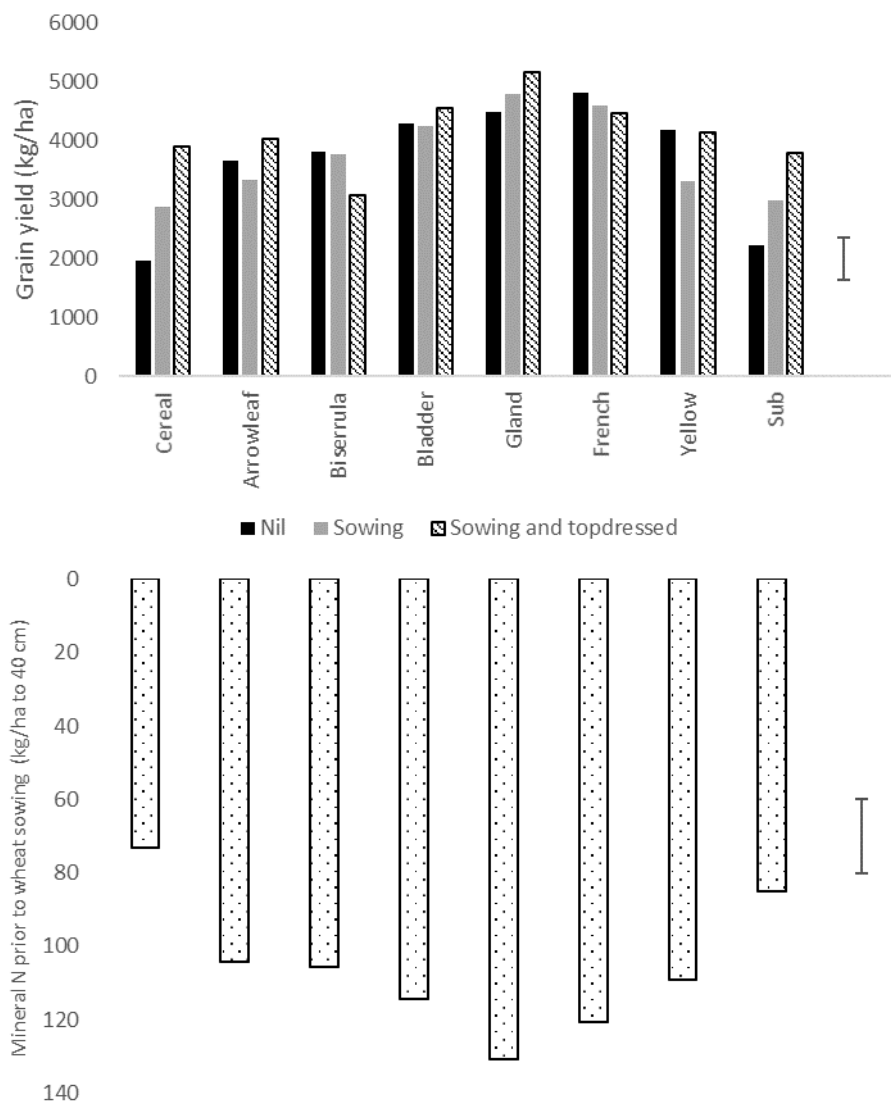 6000
5000
4000
3000
2000
1000
0
Grain yield (kg/ha)
Cereal
Arrowleaf
Biserrula
Bladder
Gland
French
Yellow
Sub
Nil Sowing Sowing and topdressed
0
20
40
60
80
100
120
140
Mineral N prior to wheat sowing (kg/ha to 40 cm)